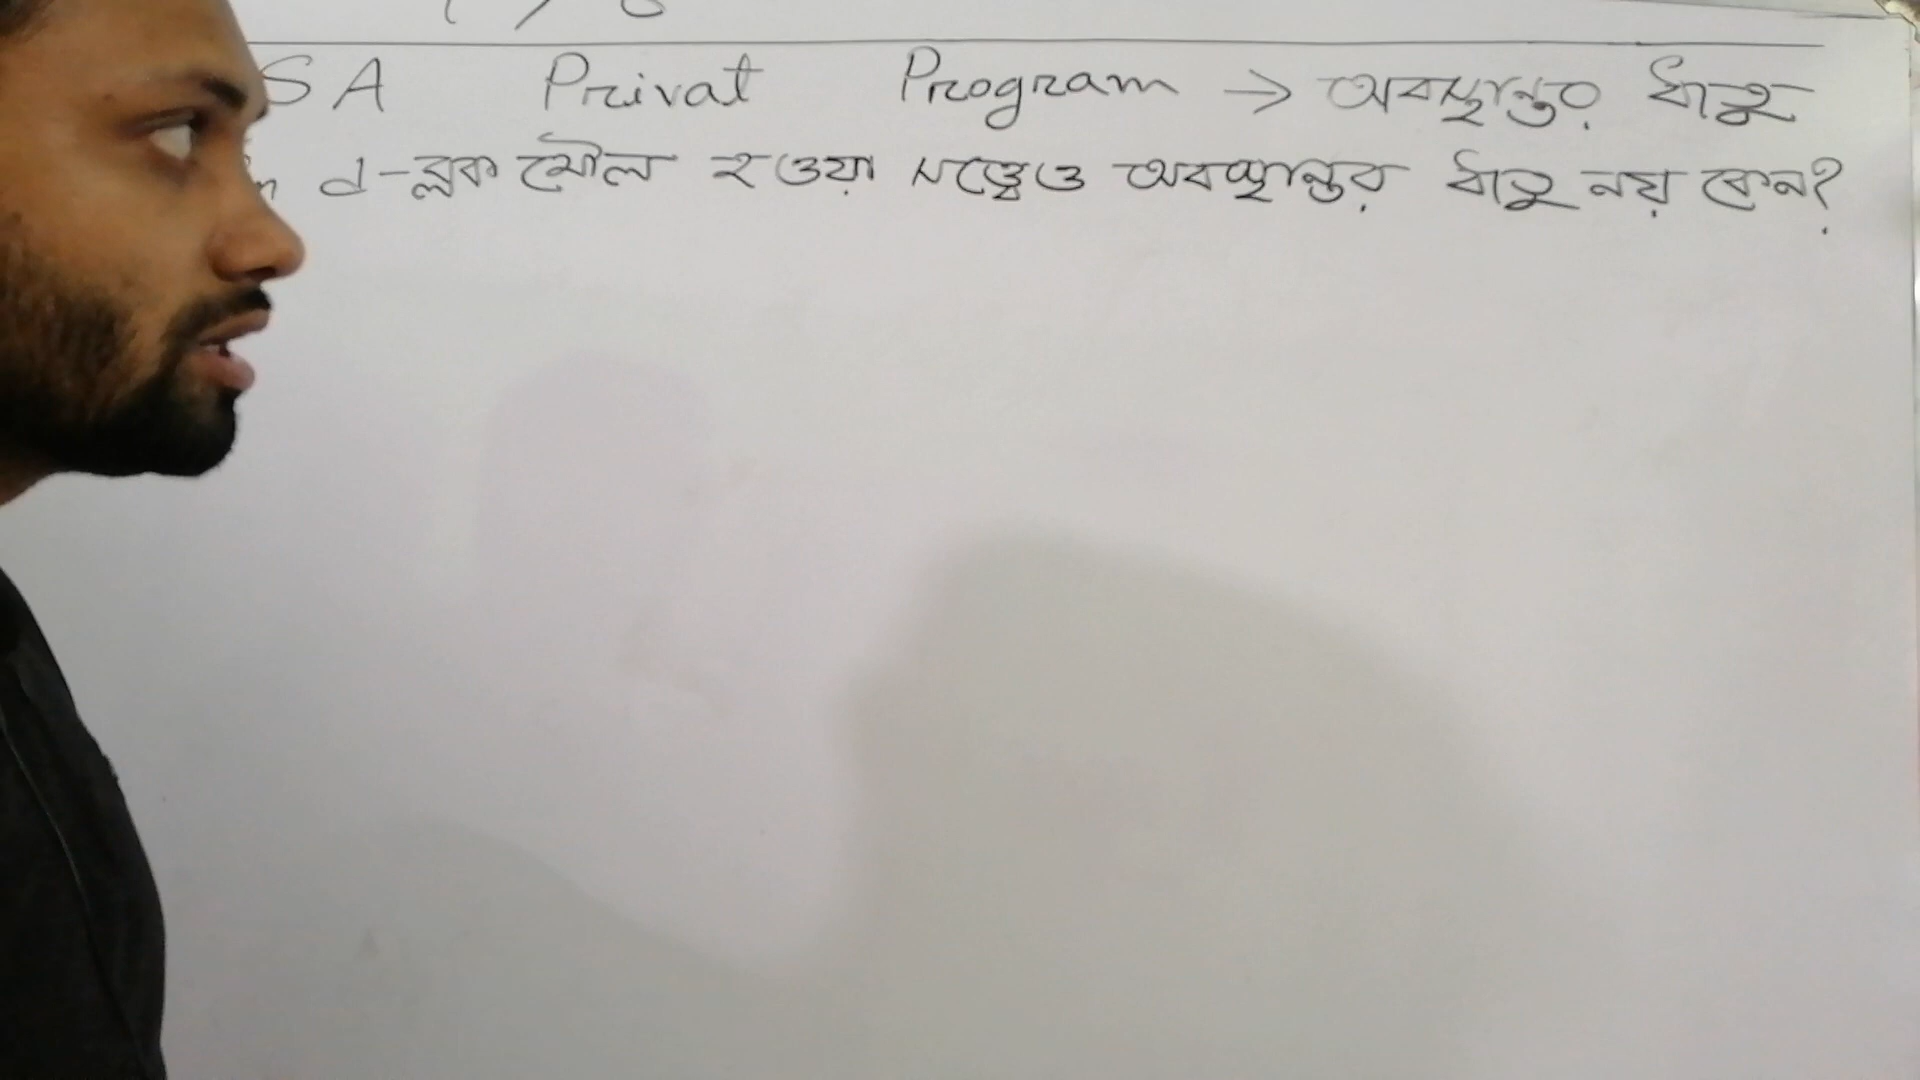 SA Privat Program → অবস্থান্তর ধাতু
n d-ব্লক মৌল হওয়া সত্ত্বেও অবস্থান্তর ধাতু নয় কেন?